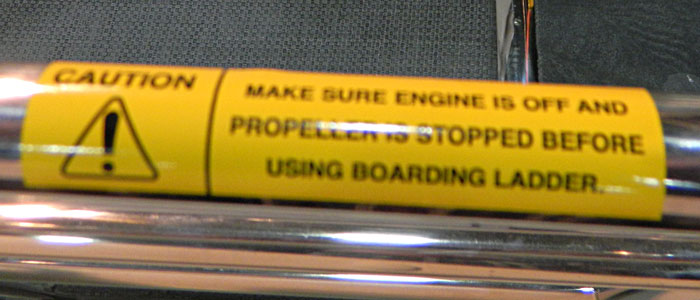 CAUTION
MAKE SURE ENGINE IS OFF AND
PROPELLER IS STOPPED BEFORE
USING BOARDING LADDER.